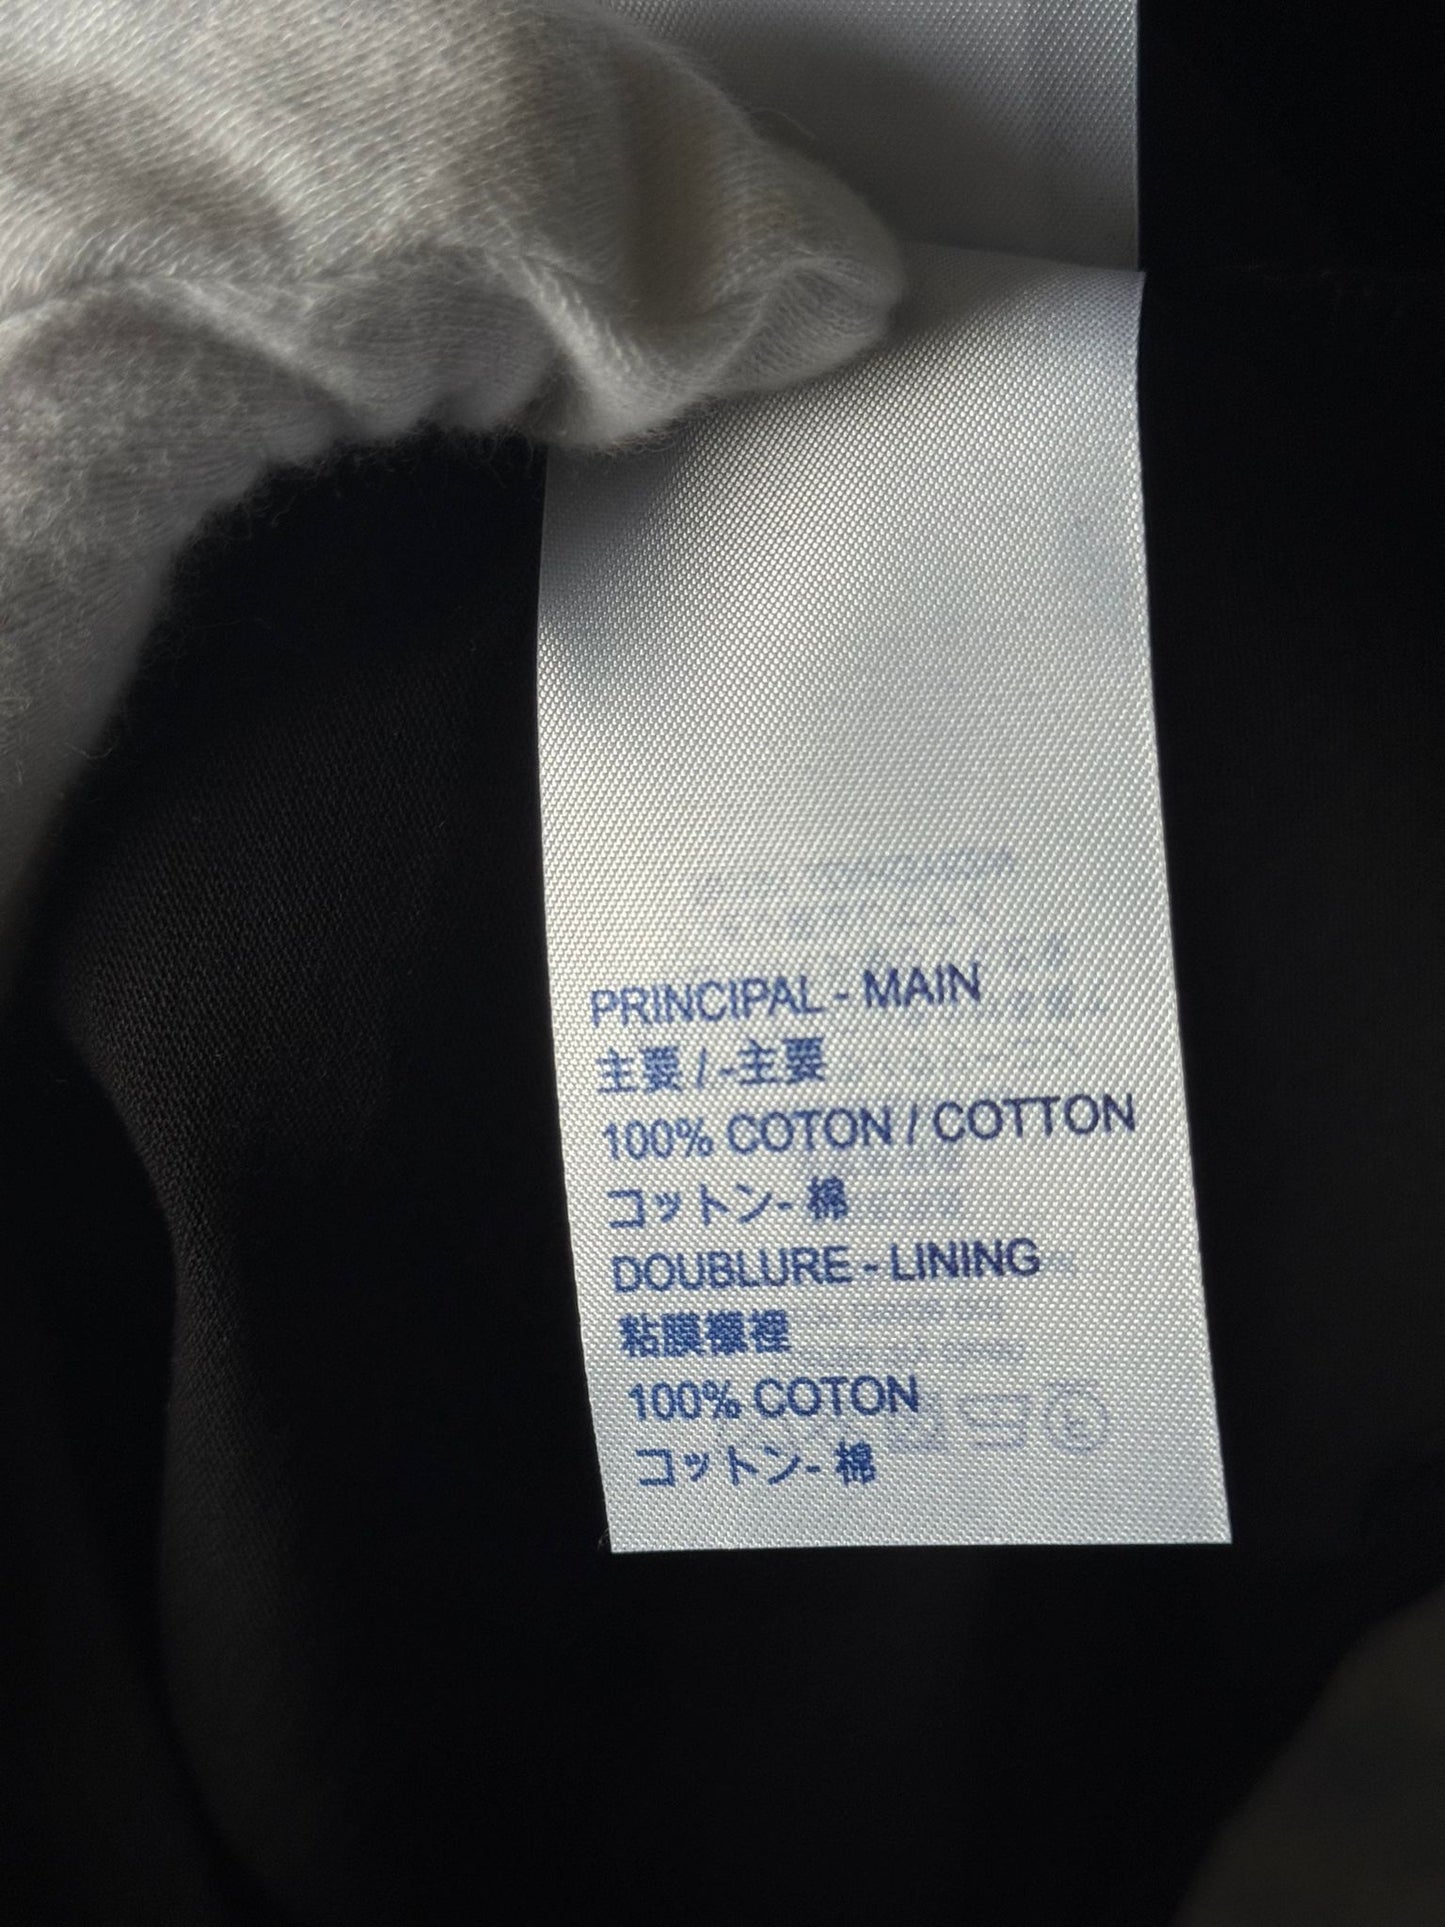 PRINCIPAL - MAIN
主要 / -主要
100% COTON / COTTON
コットン- 棉
DOUBLURE - LINING
粘膜襟裡
100% COTON
コットン- 棉